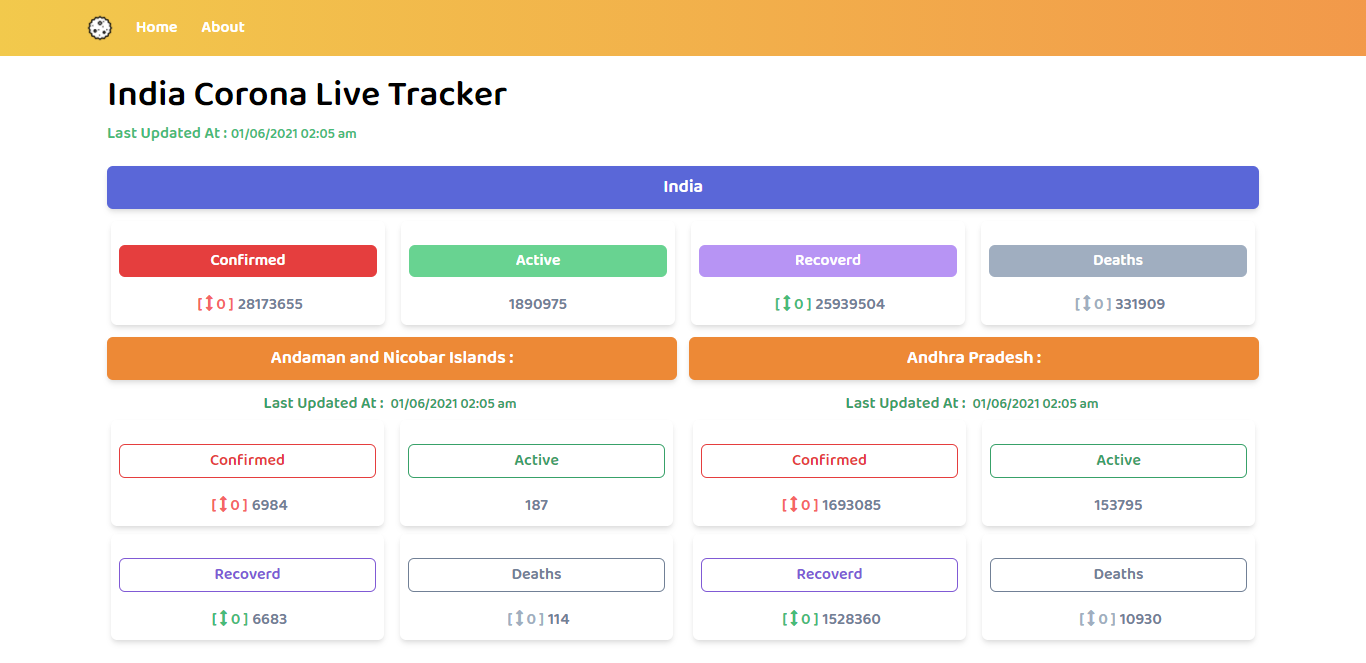 Home About
India Corona Live Tracker
Last Updated At : 01/06/2021 02:05 am
India
Confirmed Active Recoverd Deaths
[↕0] 28173655 1890975 [↕0] 25939504 [↕0] 331909
Andaman and Nicobar Islands : Andhra Pradesh :
Last Updated At : 01/06/2021 02:05 am Last Updated At : 01/06/2021 02:05 am
Confirmed Active Confirmed Active
[↕0] 6984 187 [↕0] 1693085 153795
Recoverd Deaths Recoverd Deaths
[↕0] 6683 [↕0] 114 [↕0] 1528360 [↕0] 10930